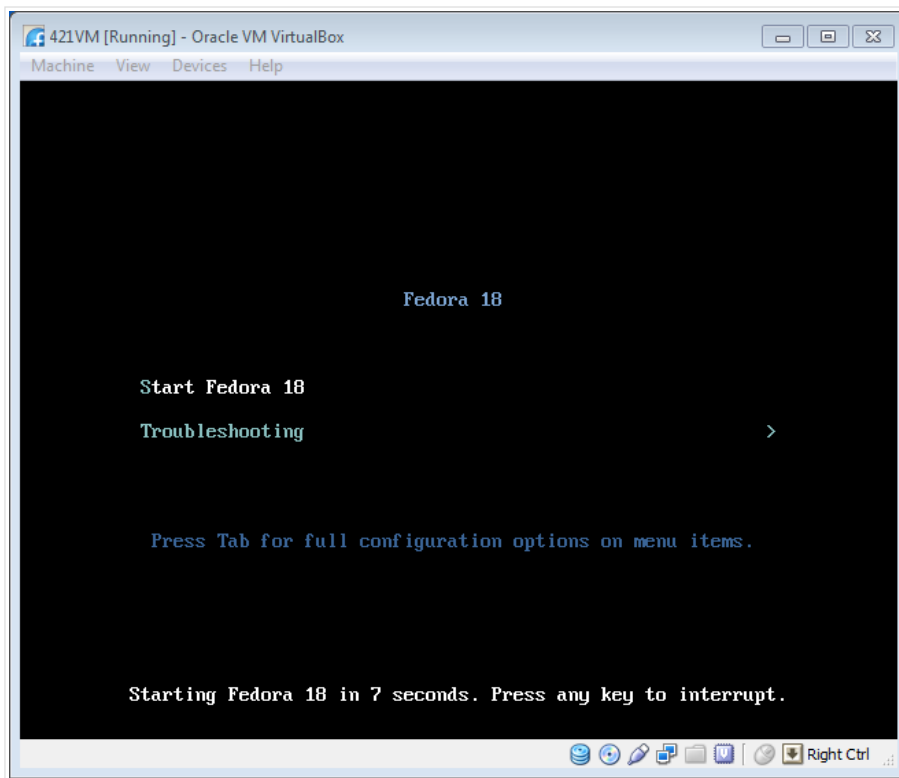 421VM [Running] - Oracle VM VirtualBox
Machine View Devices Help
Fedora 18
Start Fedora 18
Troubleshooting >
Press Tab for full configuration options on menu items.
Starting Fedora 18 in 7 seconds. Press any key to interrupt.
Right Ctrl